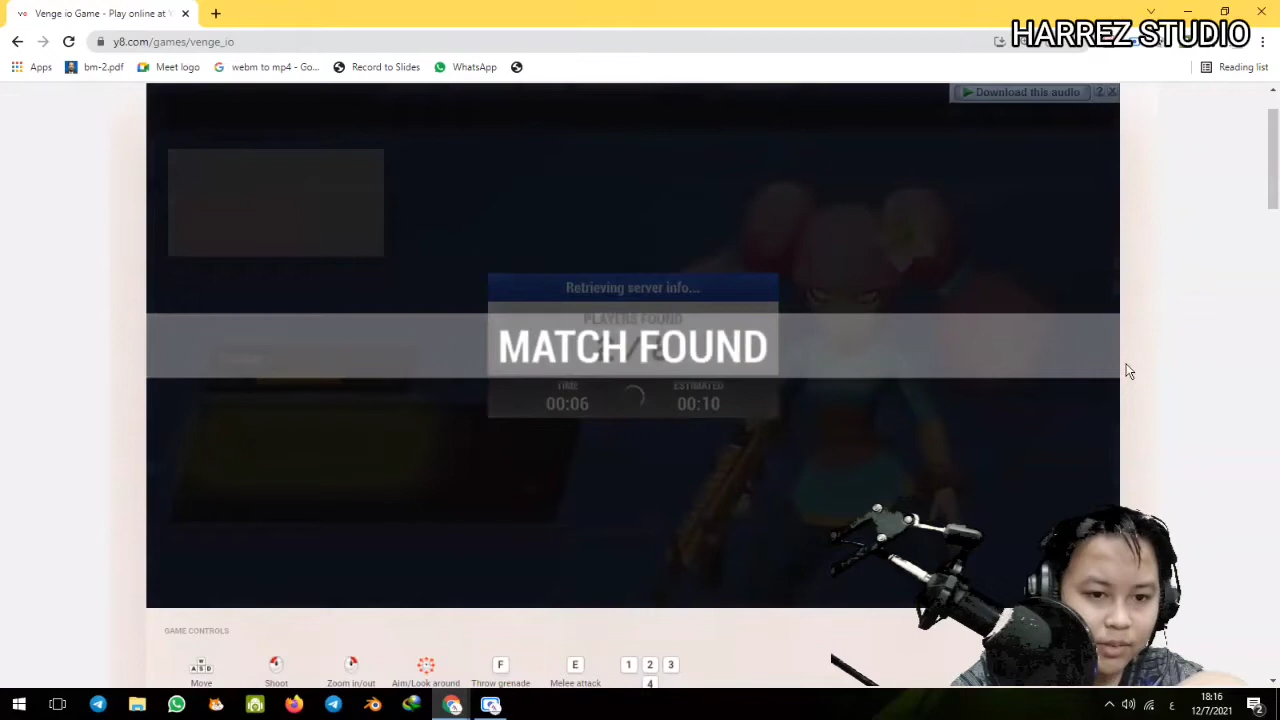 Venge io Game - Play online at Y
HARREZ STUDIO
y8.com/games/venge_io
Apps
bm-2.pdf
Meet logo
webm to mp4 - Go...
Record to Slides
WhatsApp
Reading list
Download this audio ? X
Retrieving server info...
PLAYERS FOUND
MATCH FOUND
TIME
ESTIMATED
00:06
00:10
GAME CONTROLS
W
A S D
F
E
1 2 3
4
Move
Shoot
Zoom in/out
Aim/Look around
Throw grenade
Melee attack
18:16
12/7/2021
2